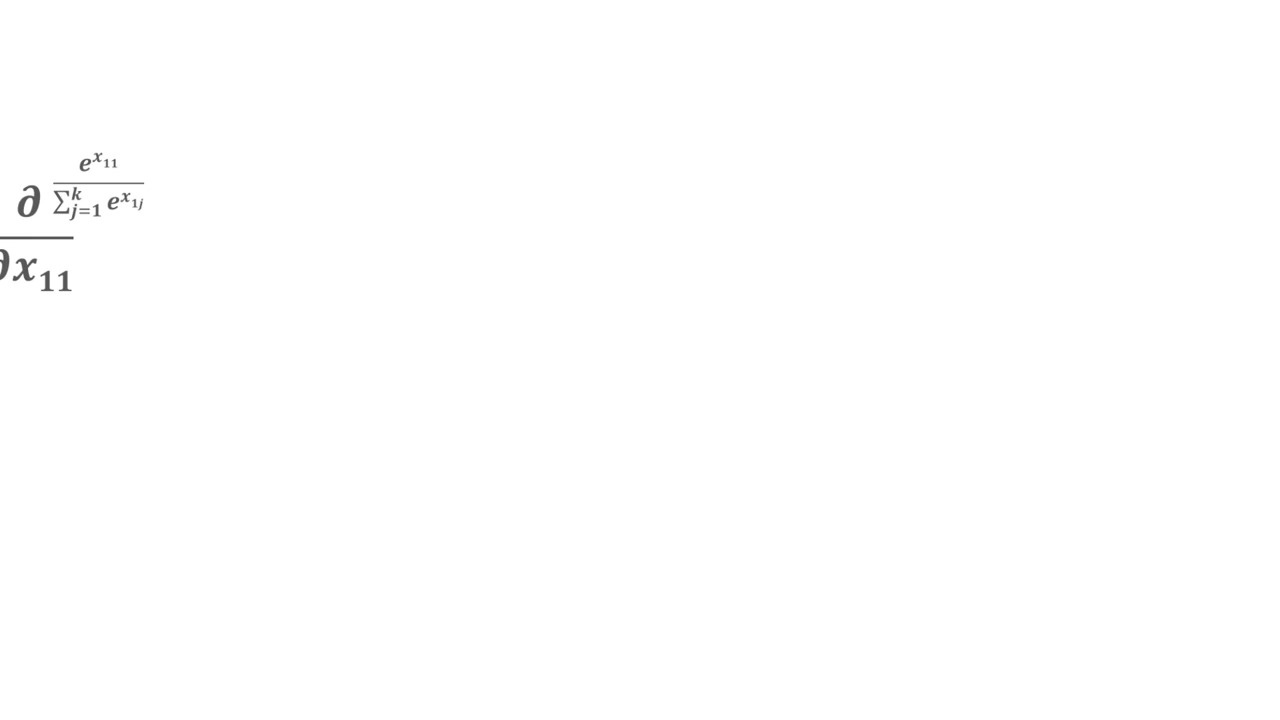 ∂ e^{x_{11}} / ∑_{j=1}^{k} e^{x_{1j}}
∂x_{11}